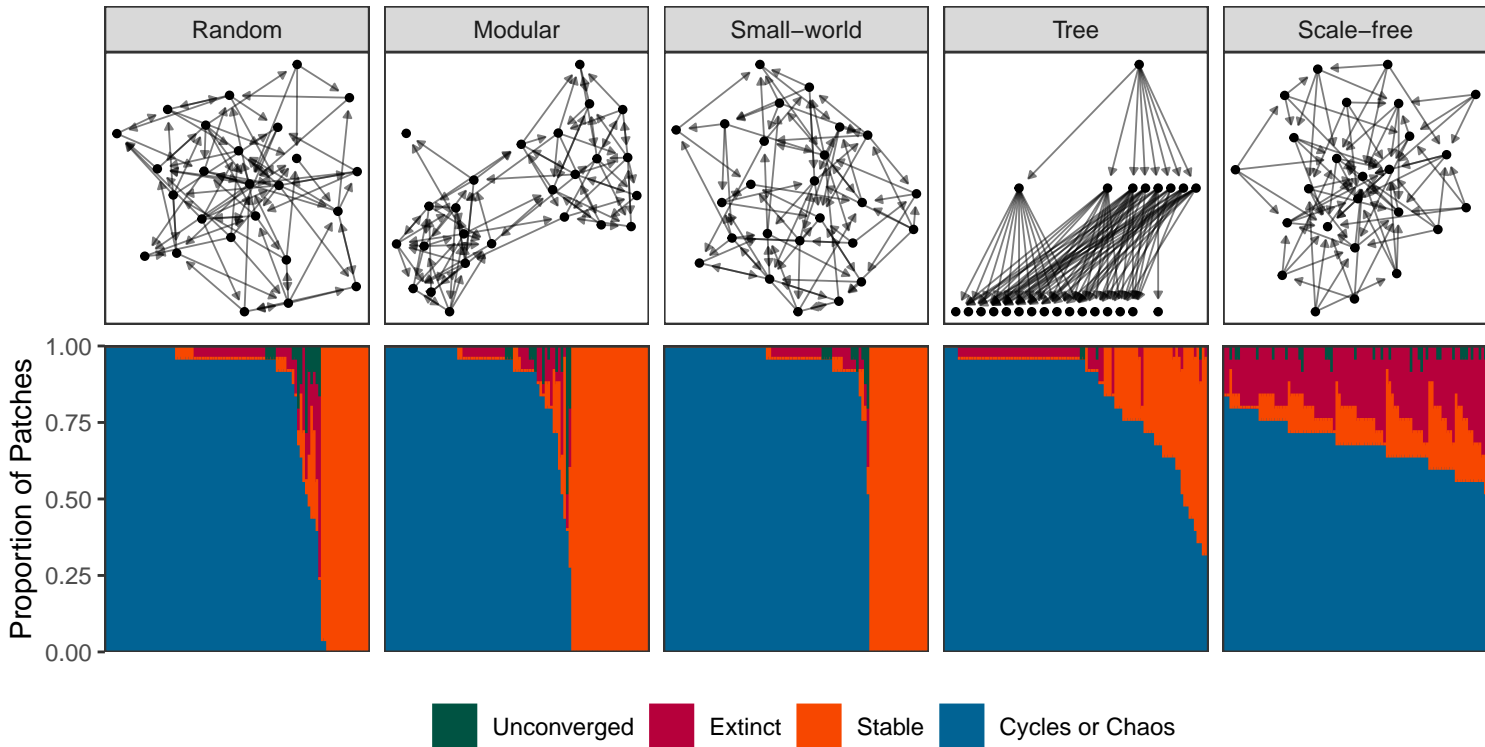 Random
Modular
Small−world
Tree
Scale−free
Proportion of Patches
1.00
0.75
0.50
0.25
0.00
Unconverged
Extinct
Stable
Cycles or Chaos